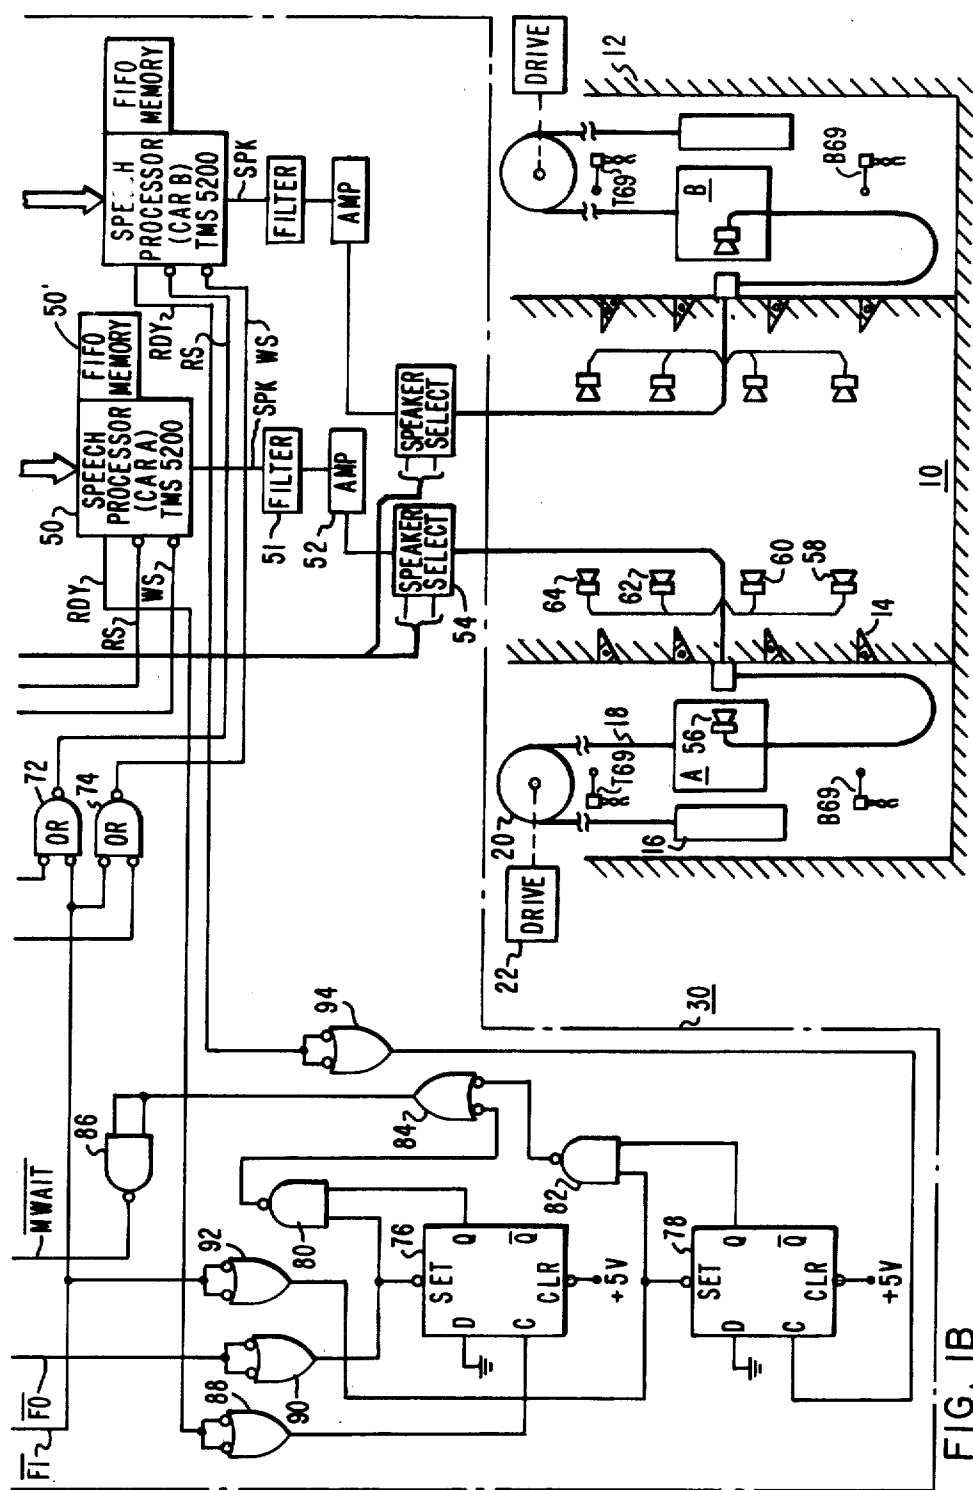 SPEECH
PROCESSOR
(CAR B)
TMS 5200
FIFO
MEMORY
50'
SPEECH
PROCESSOR
(CAR A)
TMS 5200
FIFO
MEMORY
50
RDY
RS
WS
SPK
RDY
RS
WS
SPK
FILTER
51
AMP
52
FILTER
AMP
SPEAKER
SELECT
54
SPEAKER
SELECT
OR
72
OR
74
86
MWAIT
F1
F0
88
90
92
94
84
80
82
76
SET
D
Q
Q
C
CLR
+5V
78
SET
D
Q
Q
C
CLR
+5V
30
DRIVE
22
20
T69
18
16
A
56
B69
64
62
60
58
14
10
DRIVE
12
T69
B
B69
FIG. 1B